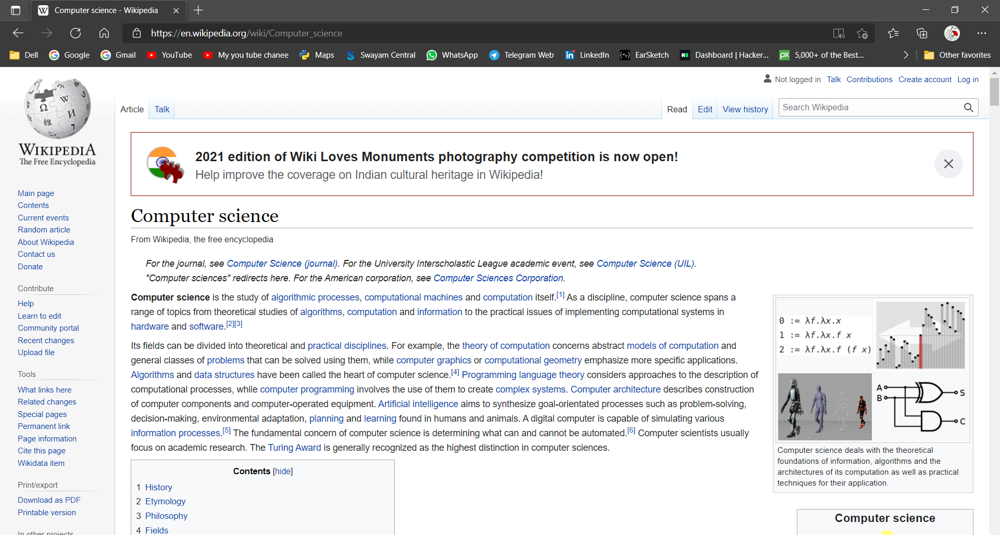 Computer science - Wikipedia
https://en.wikipedia.org/wiki/Computer_science
Dell Google Gmail YouTube My you tube chanee Maps Swayam Central WhatsApp Telegram Web LinkedIn EarSketch Dashboard | Hacker... 5,000+ of the Best... Other favorites
Not logged in Talk Contributions Create account Log in
Article Talk Read Edit View history Search Wikipedia
WIKIPEDIA
The Free Encyclopedia
2021 edition of Wiki Loves Monuments photography competition is now open!
Help improve the coverage on Indian cultural heritage in Wikipedia!
Main page
Contents
Current events
Random article
About Wikipedia
Contact us
Donate
Contribute
Help
Learn to edit
Community portal
Recent changes
Upload file
Tools
What links here
Related changes
Special pages
Permanent link
Page information
Cite this page
Wikidata item
Print/export
Download as PDF
Printable version
In other projects
Computer science
From Wikipedia, the free encyclopedia
For the journal, see Computer Science (journal). For the University Interscholastic League academic event, see Computer Science (UIL).
"Computer sciences" redirects here. For the American corporation, see Computer Sciences Corporation.
Computer science is the study of algorithmic processes, computational machines and computation itself.[1] As a discipline, computer science spans a
range of topics from theoretical studies of algorithms, computation and information to the practical issues of implementing computational systems in
hardware and software.[2][3]
Its fields can be divided into theoretical and practical disciplines. For example, the theory of computation concerns abstract models of computation and
general classes of problems that can be solved using them, while computer graphics or computational geometry emphasize more specific applications.
Algorithms and data structures have been called the heart of computer science.[4] Programming language theory considers approaches to the description of
computational processes, while computer programming involves the use of them to create complex systems. Computer architecture describes construction
of computer components and computer-operated equipment. Artificial intelligence aims to synthesize goal-orientated processes such as problem-solving,
decision-making, environmental adaptation, planning and learning found in humans and animals. A digital computer is capable of simulating various
information processes.[5] The fundamental concern of computer science is determining what can and cannot be automated.[6] Computer scientists usually
focus on academic research. The Turing Award is generally recognized as the highest distinction in computer sciences.
Contents [hide]
1 History
2 Etymology
3 Philosophy
4 Fields
0 := λf.λx.x
1 := λf.λx.f x
2 := λf.λx.f (f x)
A
B
S
C
Computer science deals with the theoretical
foundations of information, algorithms and the
architectures of its computation as well as practical
techniques for their application.
Computer science